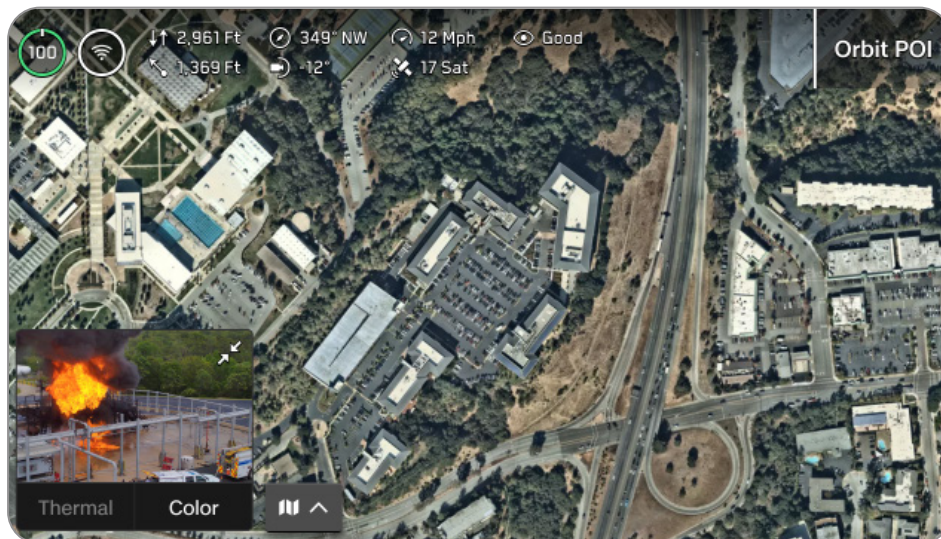 100
2,961 Ft 349° NW 12 Mph Good
1,369 Ft -12° 17 Sat
Orbit POI
Thermal Color